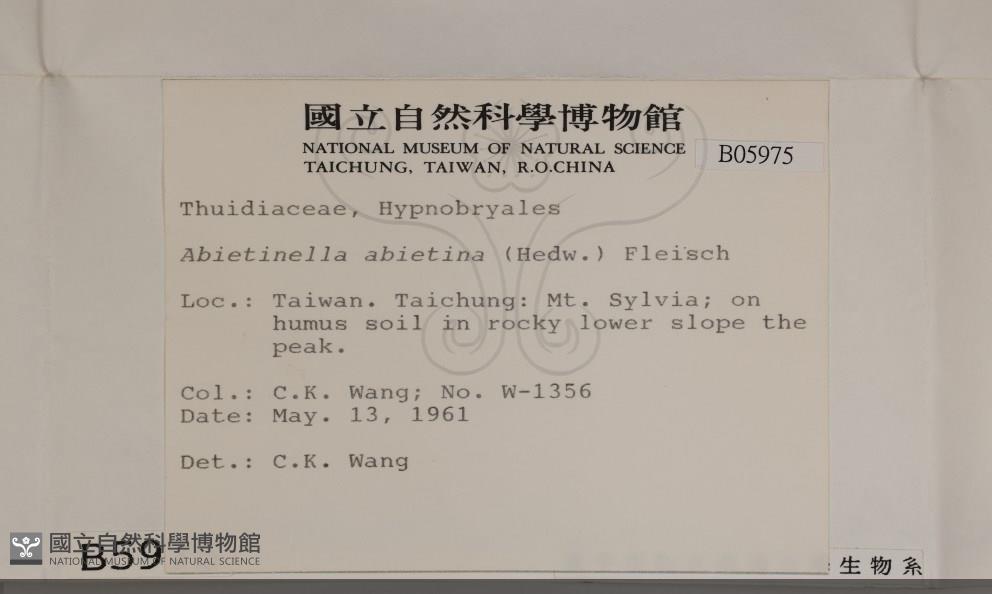 國立自然科學博物館
NATIONAL MUSEUM OF NATURAL SCIENCE
TAICHUNG, TAIWAN, R.O.CHINA
B05975
Thuidiaceae, Hypnobryales
Abietinella abietina (Hedw.) Fleisch
Loc.: Taiwan. Taichung: Mt. Sylvia; on
humus soil in rocky lower slope the
peak.
Col.: C.K. Wang; No. W-1356
Date: May. 13, 1961
Det.: C.K. Wang
國立自然科學博物館
NATIONAL MUSEUM OF NATURAL SCIENCE
B59
生物系